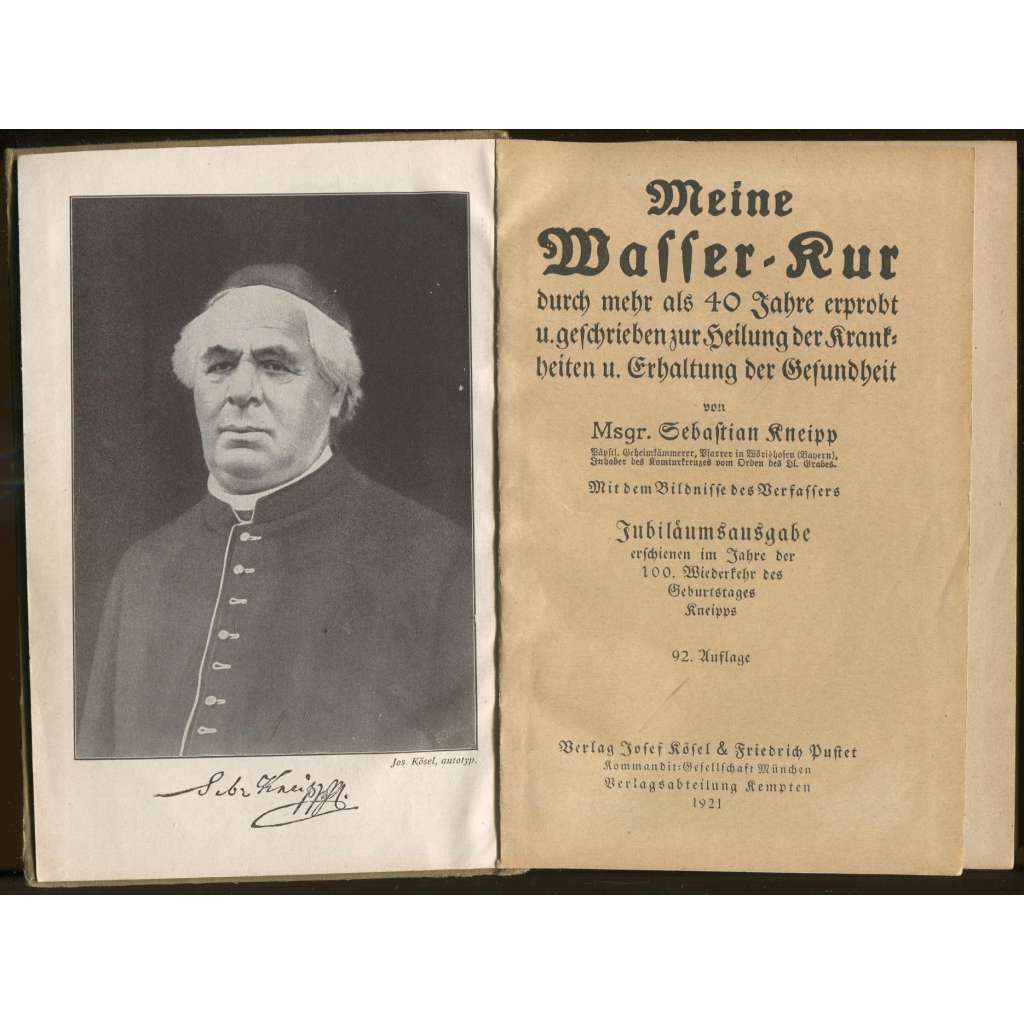 Jos. Kösel, autotyp.
Seb. Kneipp
Meine
Wasser-Kur
durch mehr als 40 Jahre erprobt
u. geschrieben zur Heilung der Krank-
heiten u. Erhaltung der Gesundheit
von
Msgr. Sebastian Kneipp
Päpstl. Geheimkämmerer, Pfarrer in Wörishofen (Bayern),
Inhaber des Komturkreuzes vom Orden des Hl. Grabes.
Mit dem Bildnisse des Verfassers
Jubiläumsausgabe
erschienen im Jahre der
100. Wiederkehr des
Geburtstages
Kneipps
92. Auflage
Verlag Josef Kösel & Friedrich Pustet
Kommandit-Gesellschaft München
Verlagsabteilung Kempten
1921